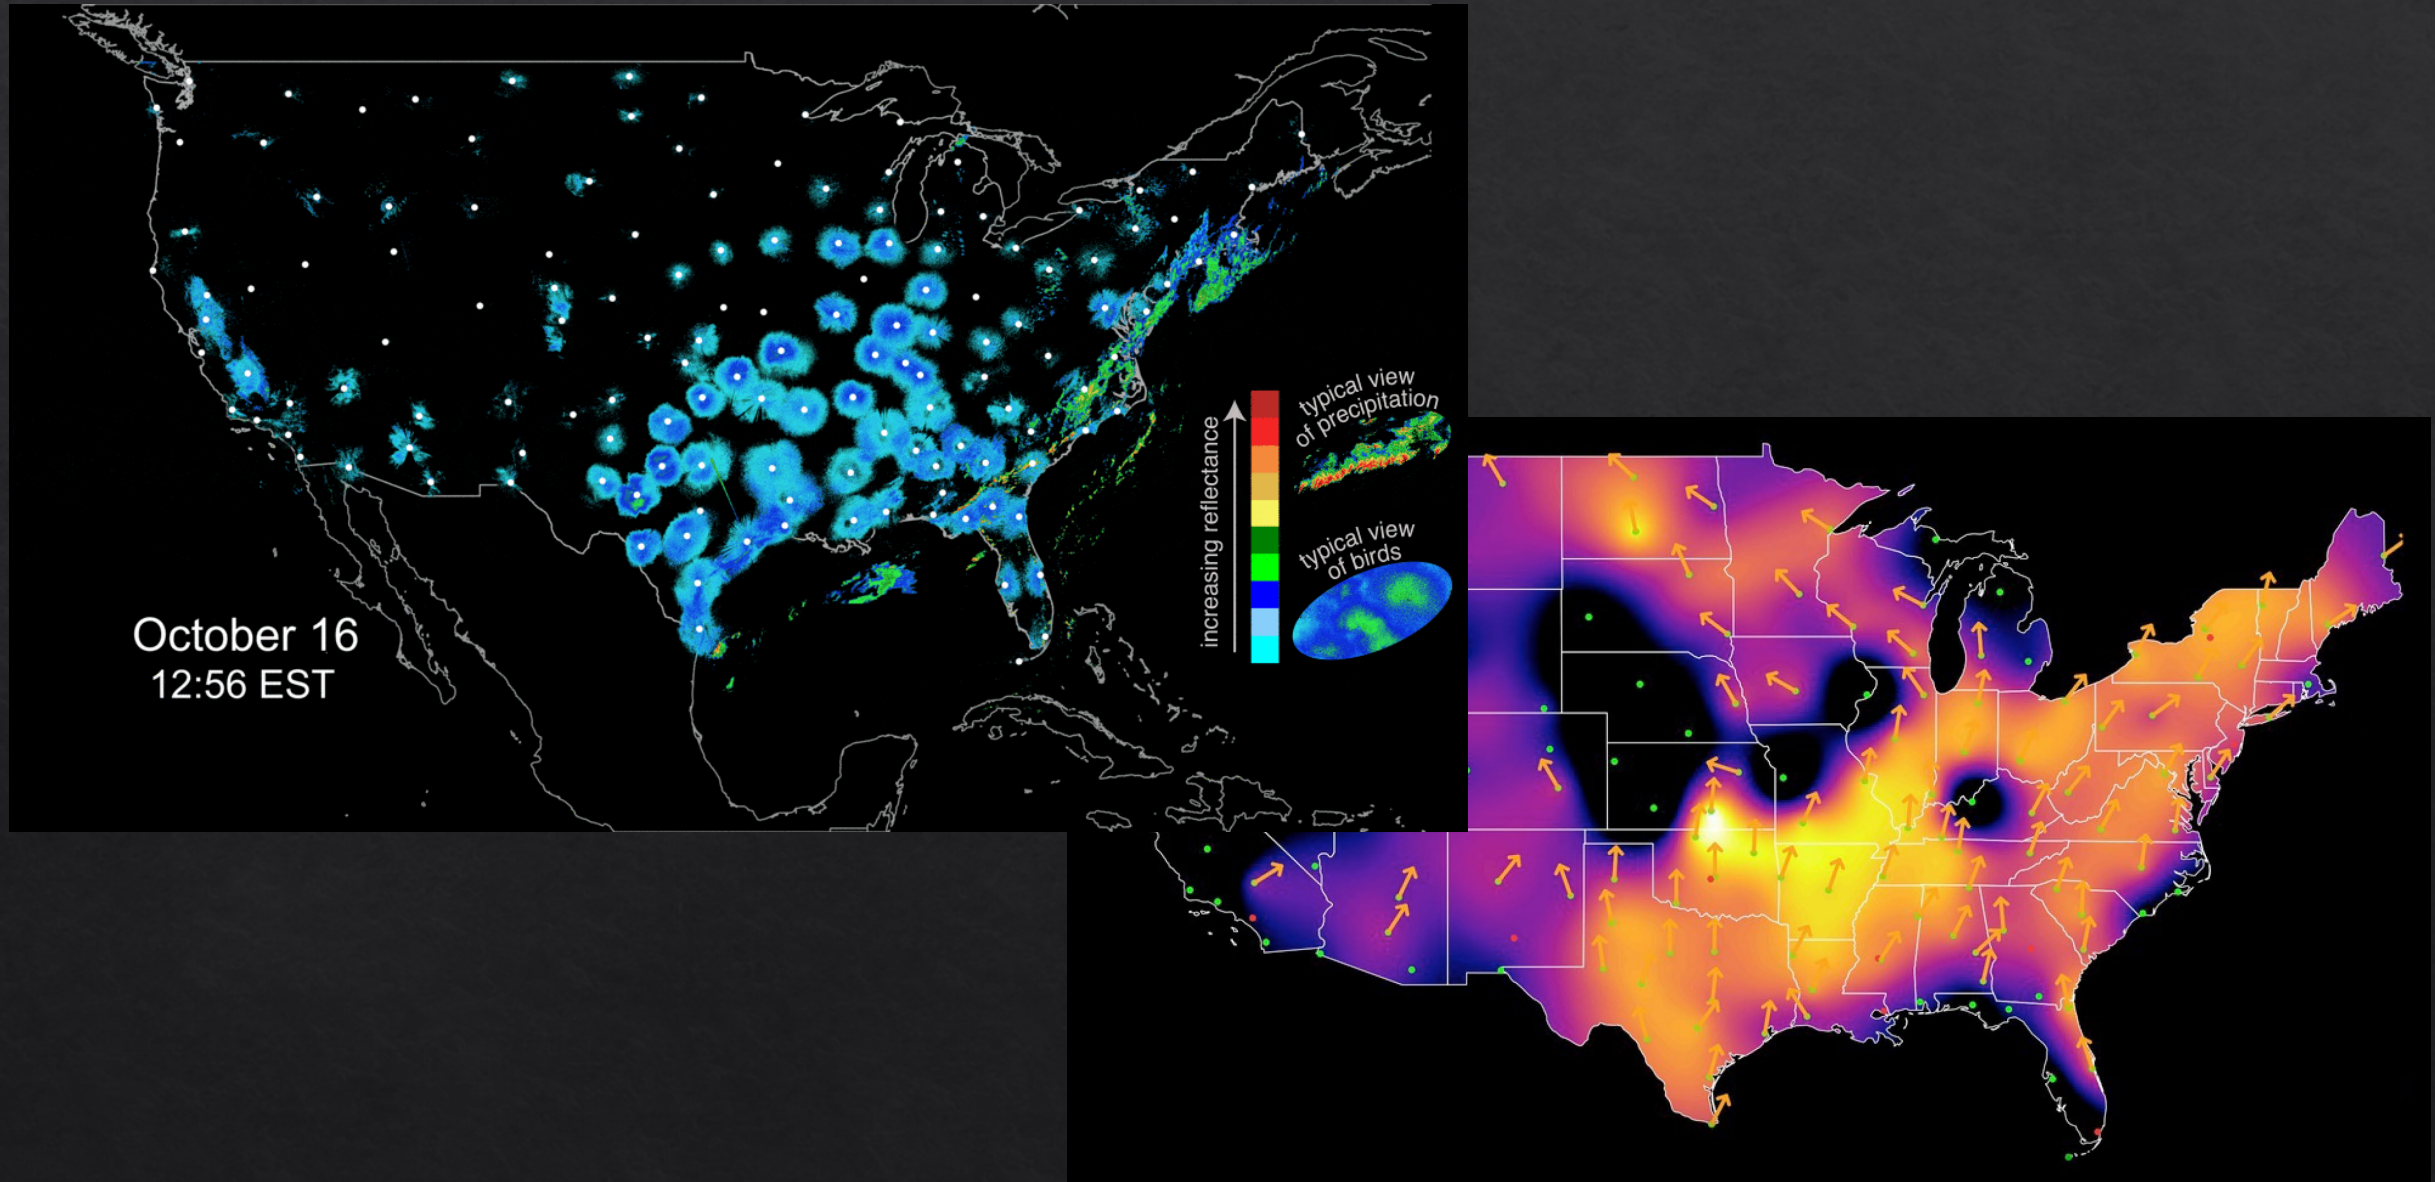 October 16
12:56 EST
increasing reflectance
typical view
of precipitation
typical view
of birds